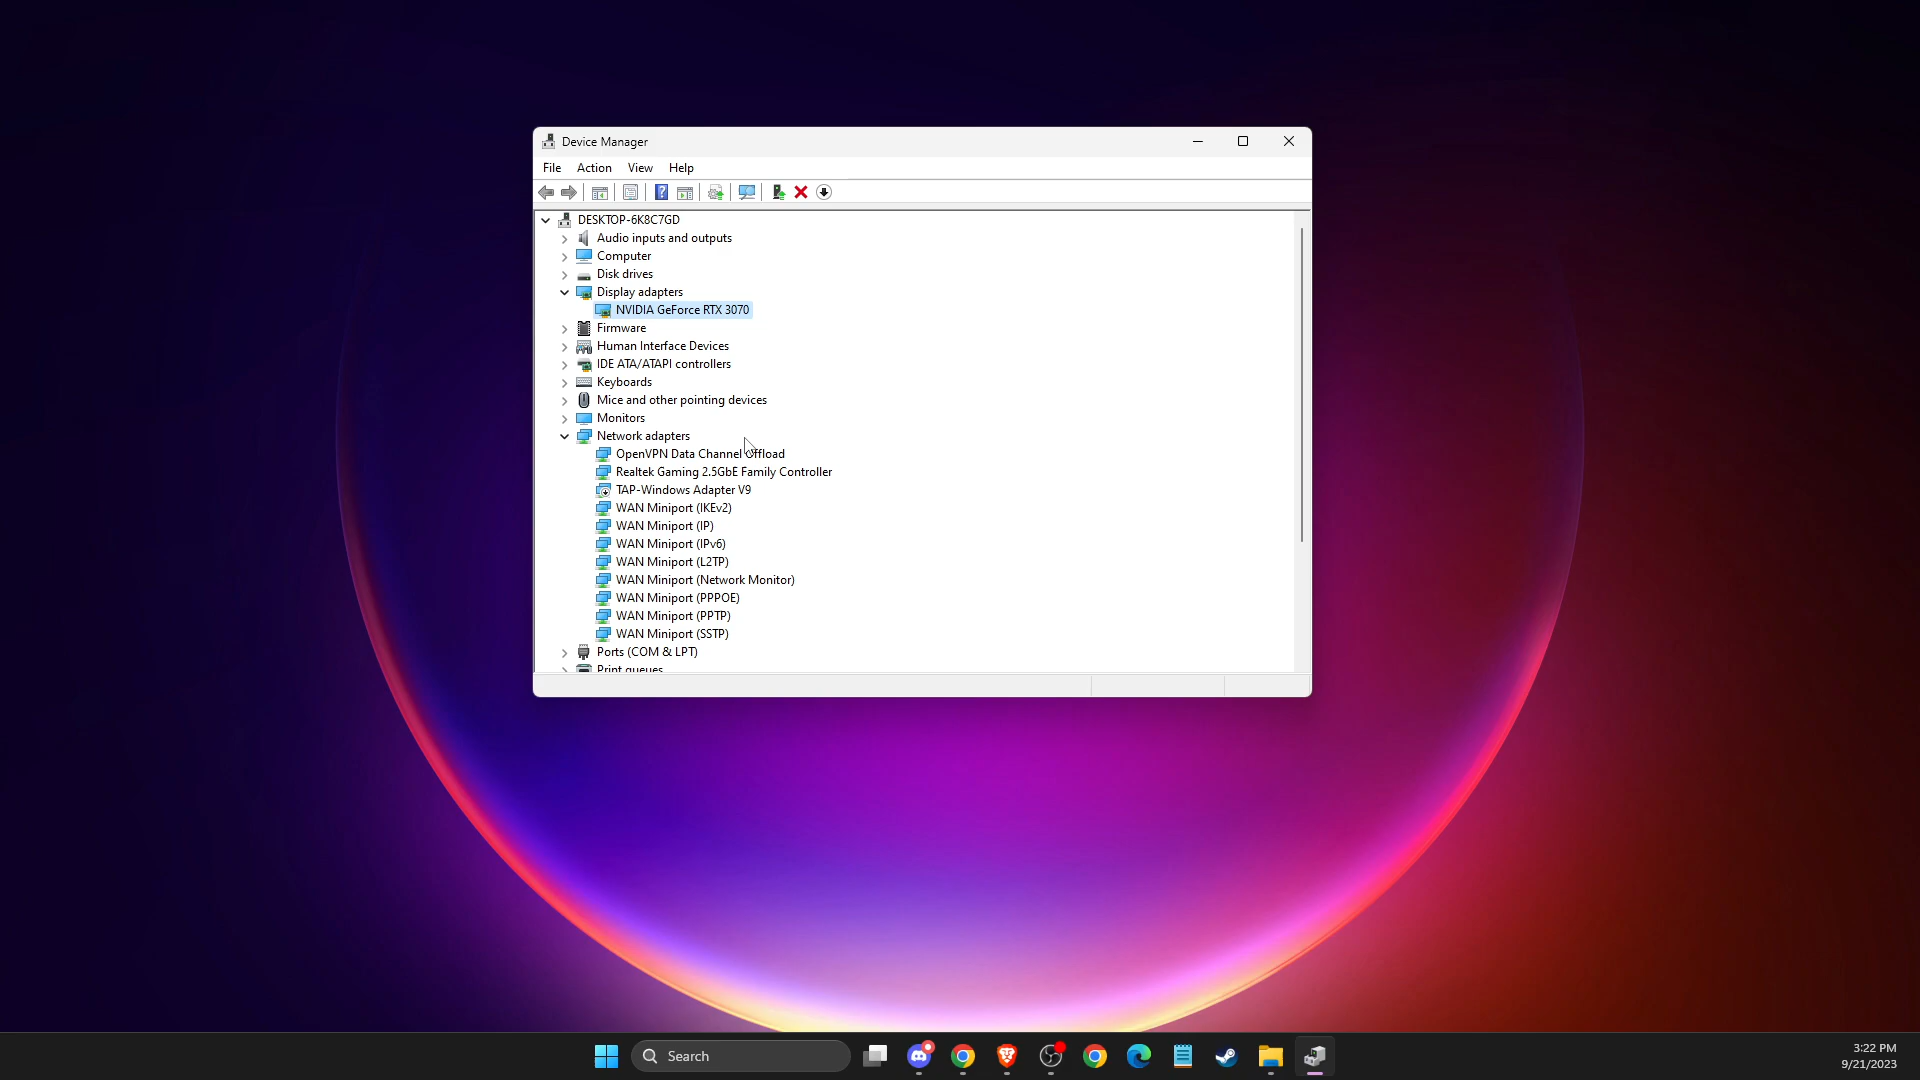 Device Manager
File Action View Help
DESKTOP-6K8C7GD
Audio inputs and outputs
Computer
Disk drives
Display adapters
NVIDIA GeForce RTX 3070
Firmware
Human Interface Devices
IDE ATA/ATAPI controllers
Keyboards
Mice and other pointing devices
Monitors
Network adapters
OpenVPN Data Channel Offload
Realtek Gaming 2.5GbE Family Controller
TAP-Windows Adapter V9
WAN Miniport (IKEv2)
WAN Miniport (IP)
WAN Miniport (IPv6)
WAN Miniport (L2TP)
WAN Miniport (Network Monitor)
WAN Miniport (PPPOE)
WAN Miniport (PPTP)
WAN Miniport (SSTP)
Ports (COM & LPT)
Print queues
Search
3:22 PM
9/21/2023